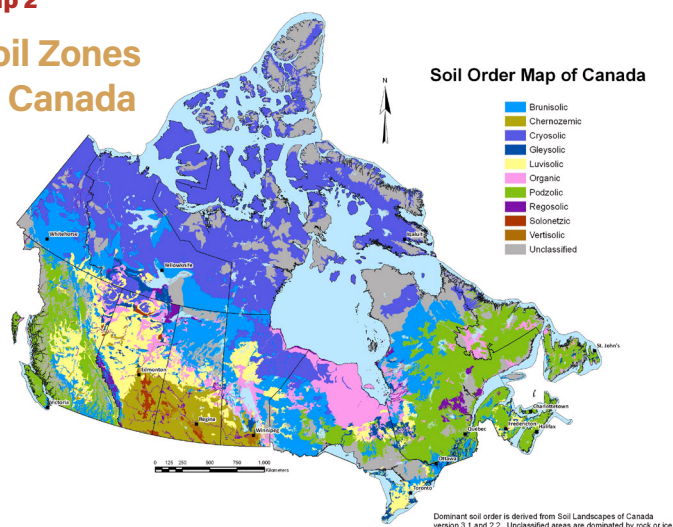 ap 2
oil Zones
Canada
Soil Order Map of Canada
N
Brunisolic
Chernozemic
Cryosolic
Gleysolic
Luvisolic
Organic
Podzolic
Regosolic
Solonetzic
Vertisolic
Unclassified
Whitehorse
Yellowknife
Iqaluit
St. John's
Edmonton
Victoria
Regina
Winnipeg
Charlottetown
Fredericton
Halifax
Québec
Ottawa
Toronto
0 125 250 500 750 1,000
Kilometers
Dominant soil order is derived from Soil Landscapes of Canada
version 3.1 and 2.2. Unclassified areas are dominated by rock or ice